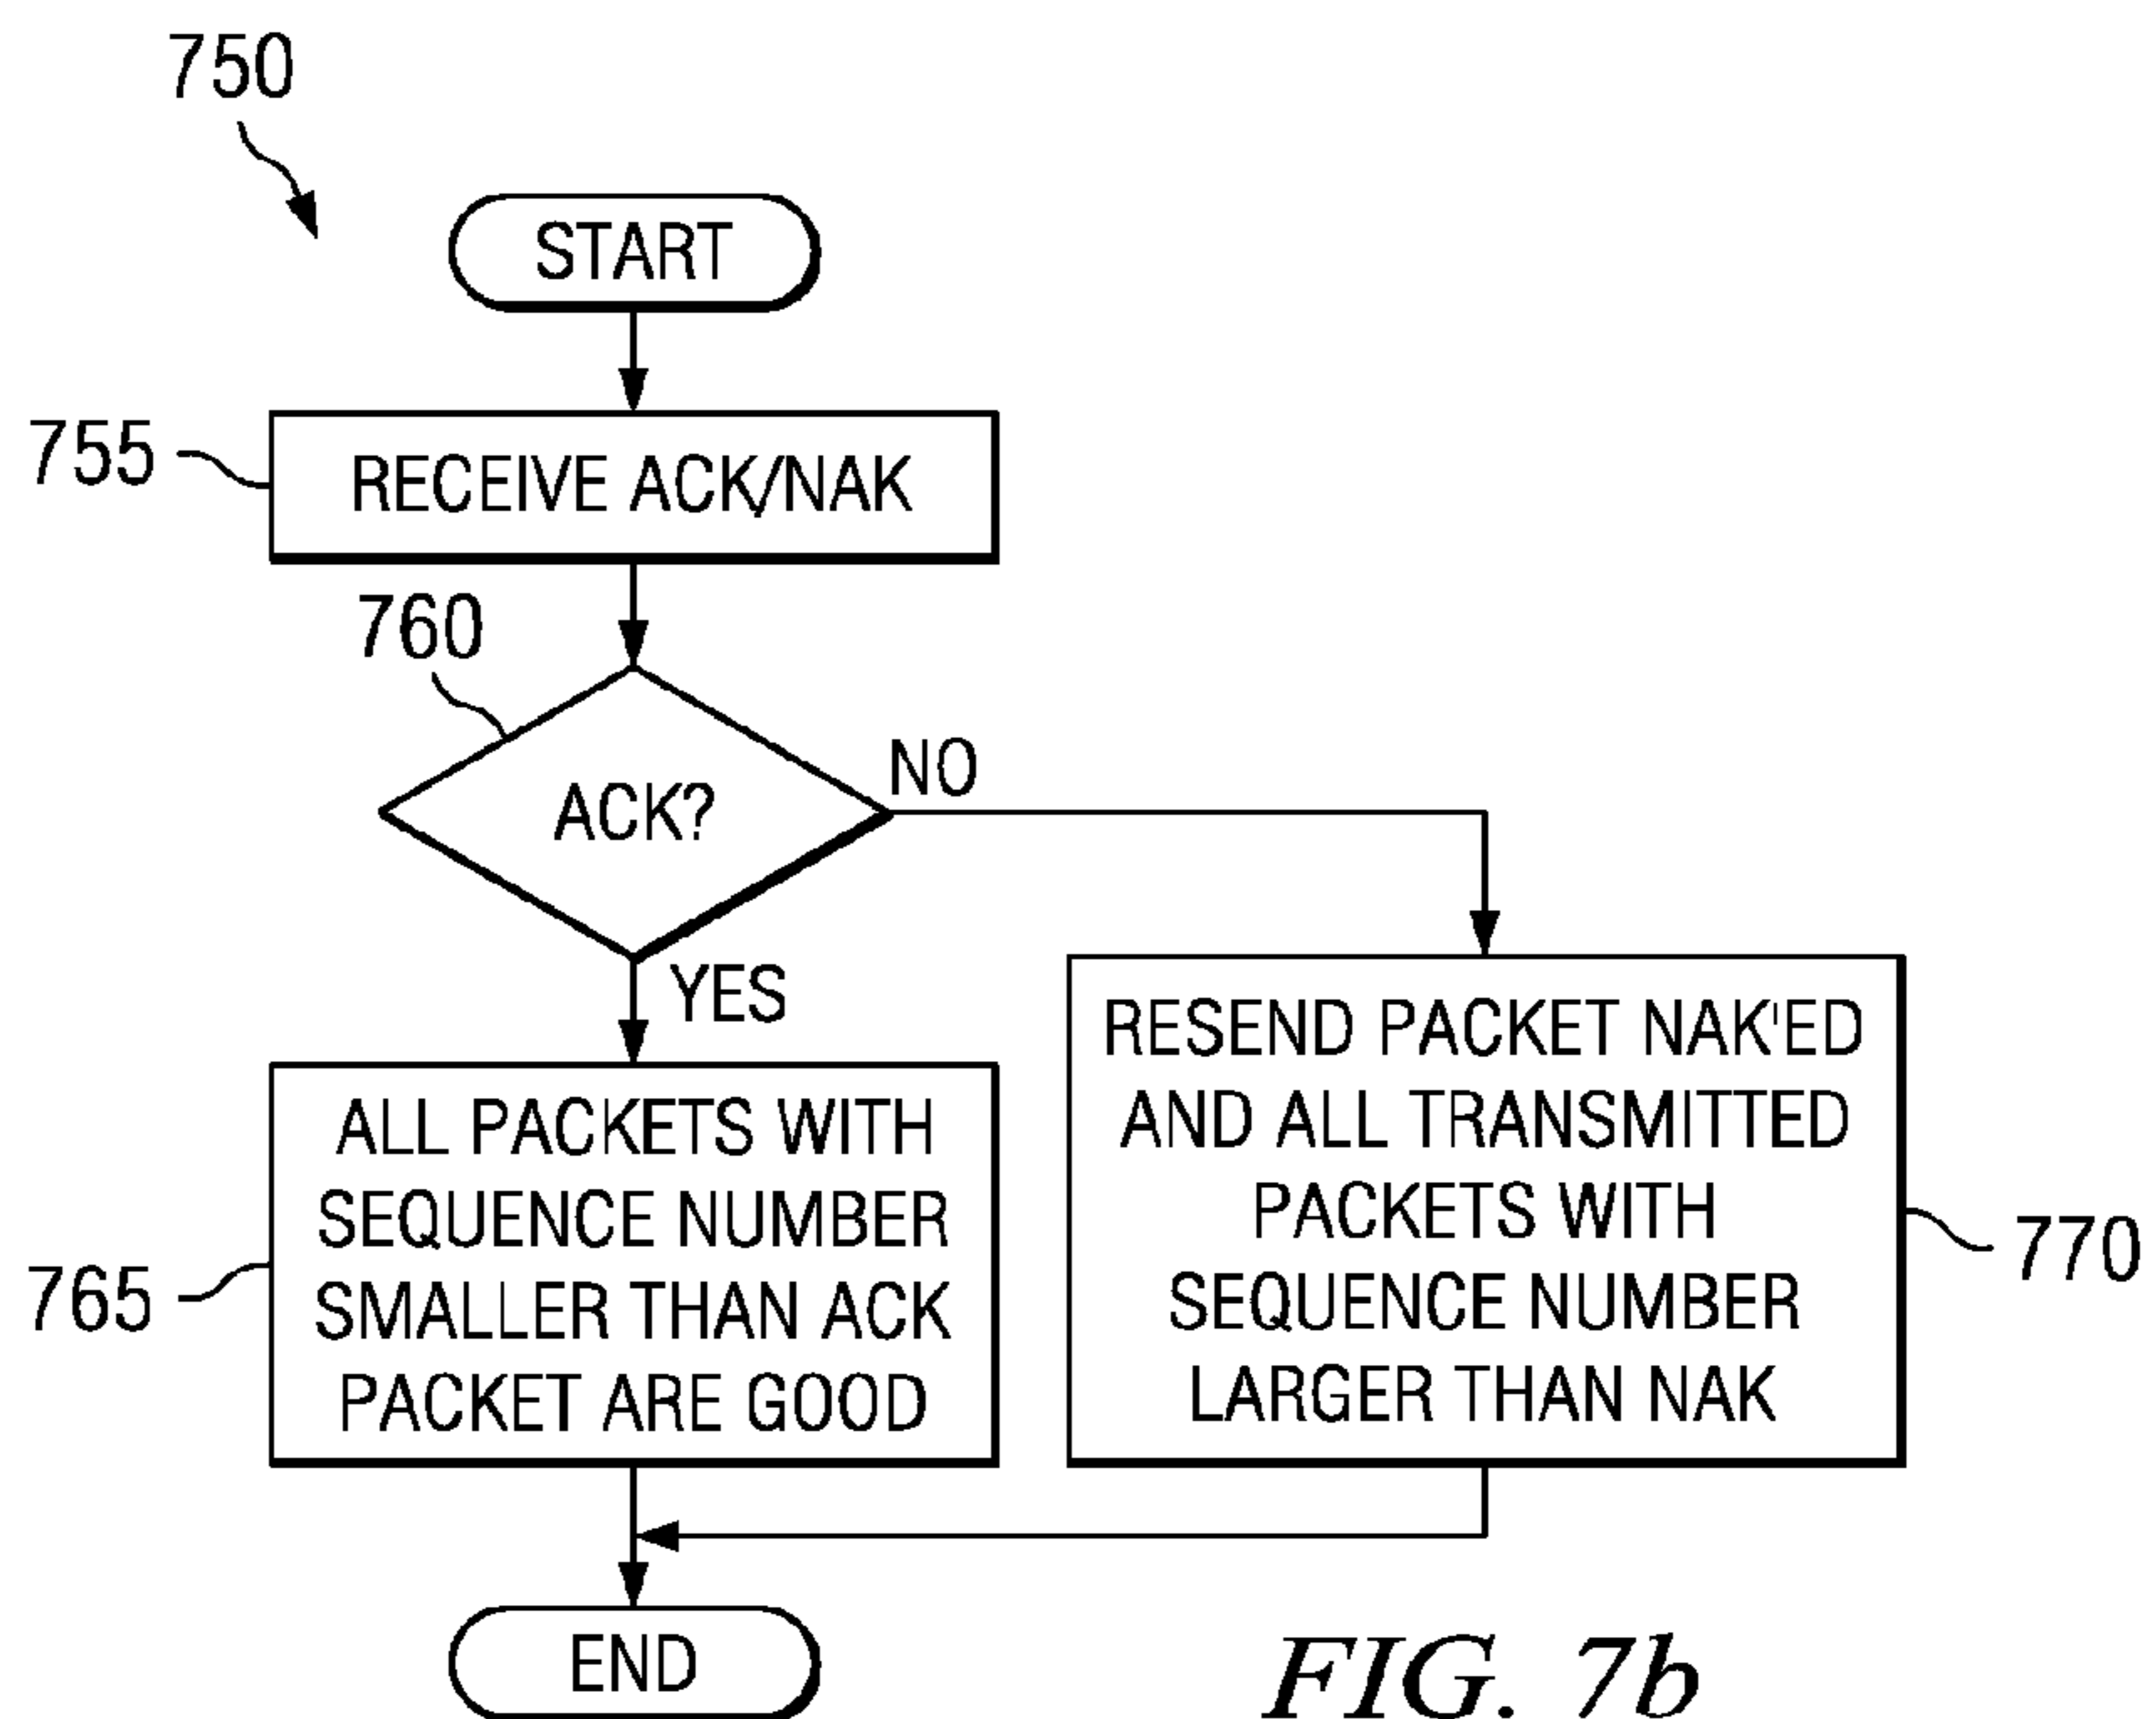 750
START
755
RECEIVE ACK/NAK
760
ACK?
NO
YES
ALL PACKETS WITH
SEQUENCE NUMBER
SMALLER THAN ACK
PACKET ARE GOOD
765
RESEND PACKET NAK'ED
AND ALL TRANSMITTED
PACKETS WITH
SEQUENCE NUMBER
LARGER THAN NAK
770
END
FIG. 7b